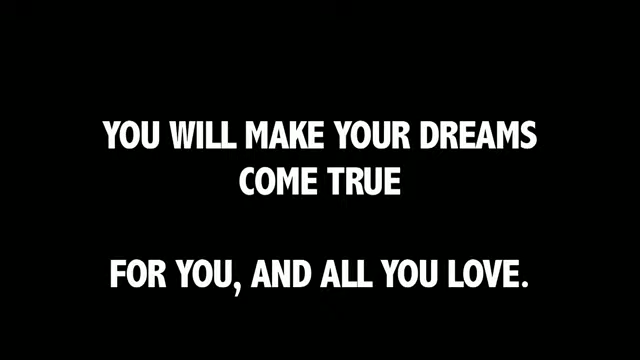 YOU WILL MAKE YOUR DREAMS
COME TRUE
FOR YOU, AND ALL YOU LOVE.